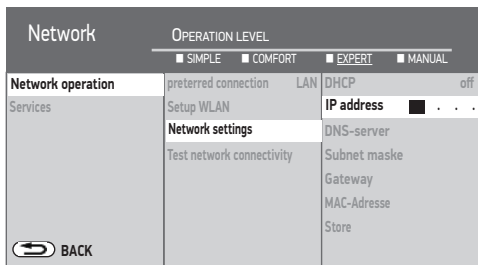 Network
OPERATION LEVEL
SIMPLE COMFORT EXPERT MANUAL
Network operation
Services
preferred connection LAN
Setup WLAN
Network settings
Test network connectivity
DHCP off
IP address . . .
DNS-server
Subnet maske
Gateway
MAC-Adresse
Store
BACK